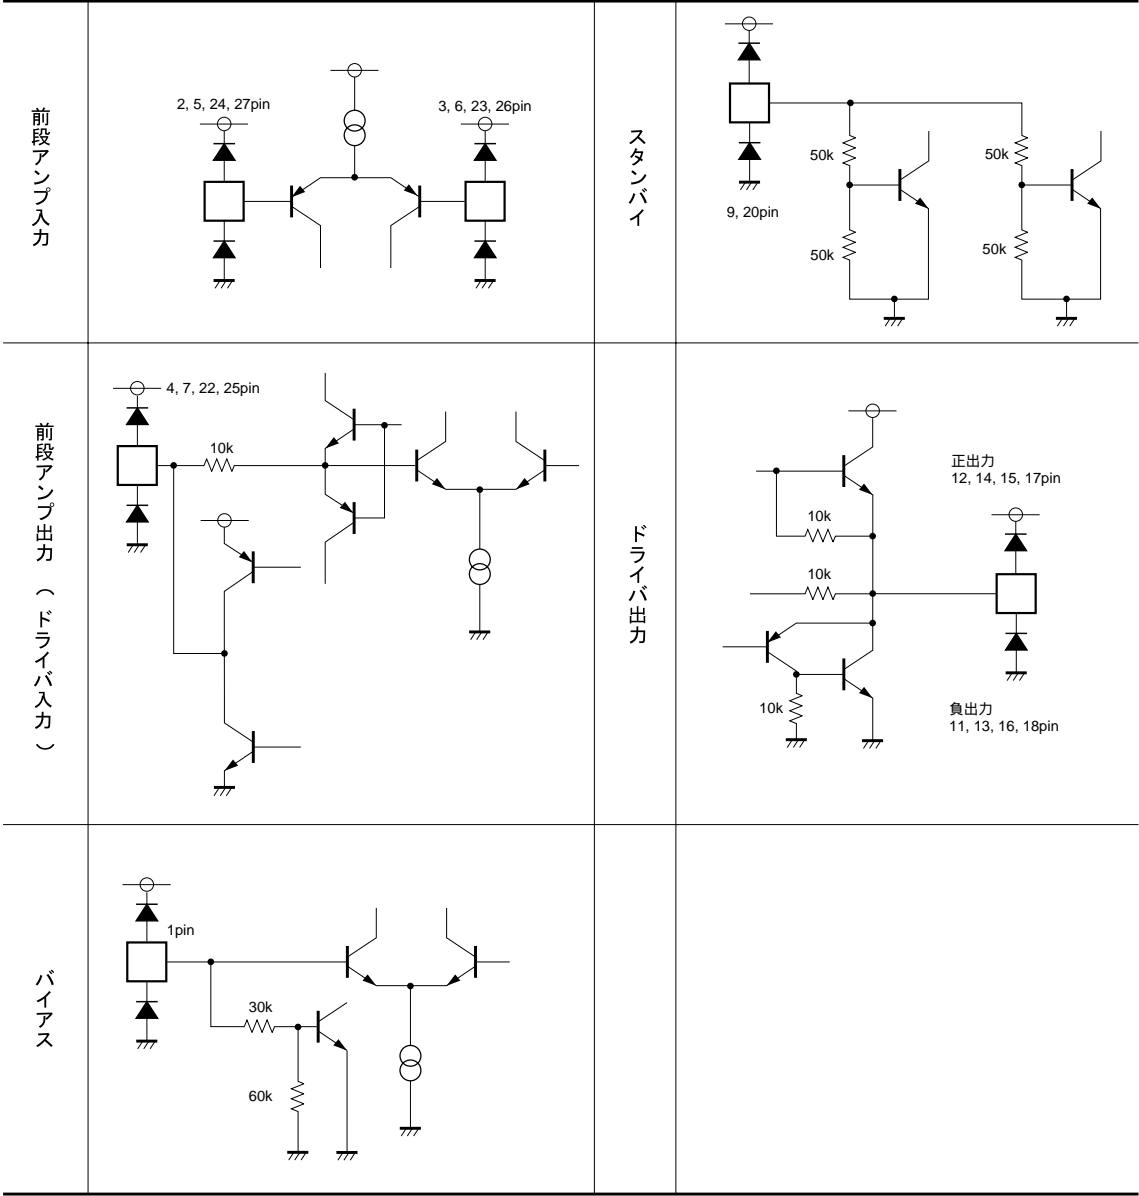 前段アンプ入力
2, 5, 24, 27pin
3, 6, 23, 26pin
スタンバイ
9, 20pin
50k
50k
50k
50k
前段アンプ出力（ドライバ入力）
4, 7, 22, 25pin
10k
ドライバ出力
10k
10k
10k
正出力
12, 14, 15, 17pin
負出力
11, 13, 16, 18pin
バイアス
1pin
30k
60k